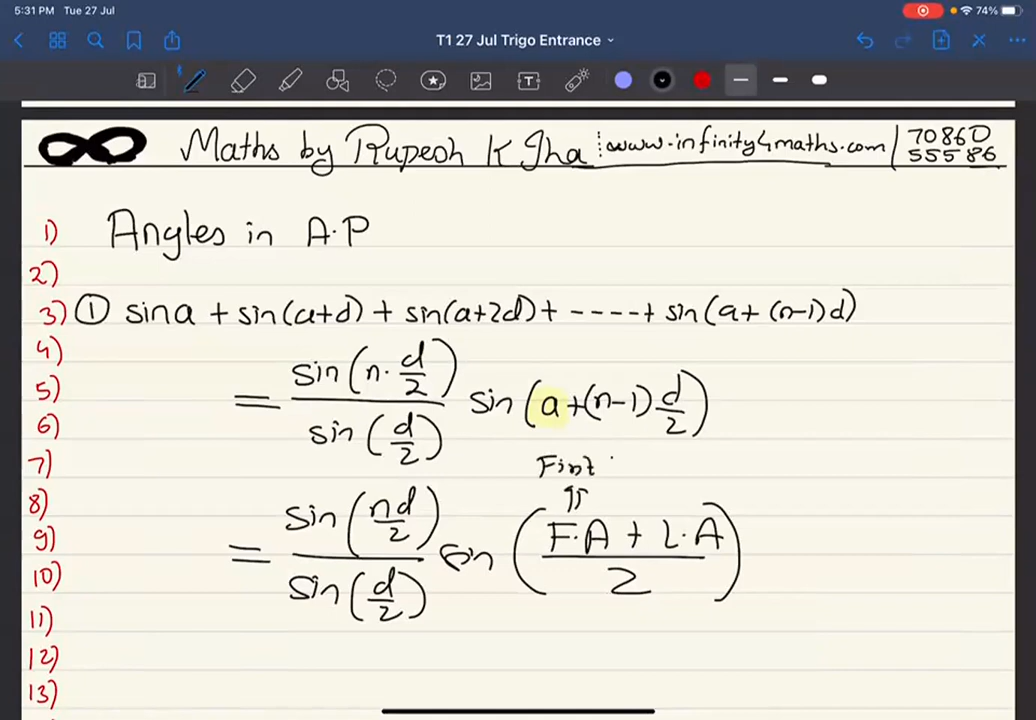 5:31 PM Tue 27 Jul 74%
T1 27 Jul Trigo Entrance
Maths by Rupesh K Jha www.infinity4maths.com 70860 55586
1) Angles in A.P
2)
3) ① sin a + sin(a+d) + sin(a+2d) + ----+ sin(a+(n-1)d)
4)
5) = sin(n·d/2)/sin(d/2) sin(a+(n-1)d/2)
6)
7) First
8)
9) = sin(nd/2)/sin(d/2) sin((F.A + L.A)/2)
10)
11)
12)
13)